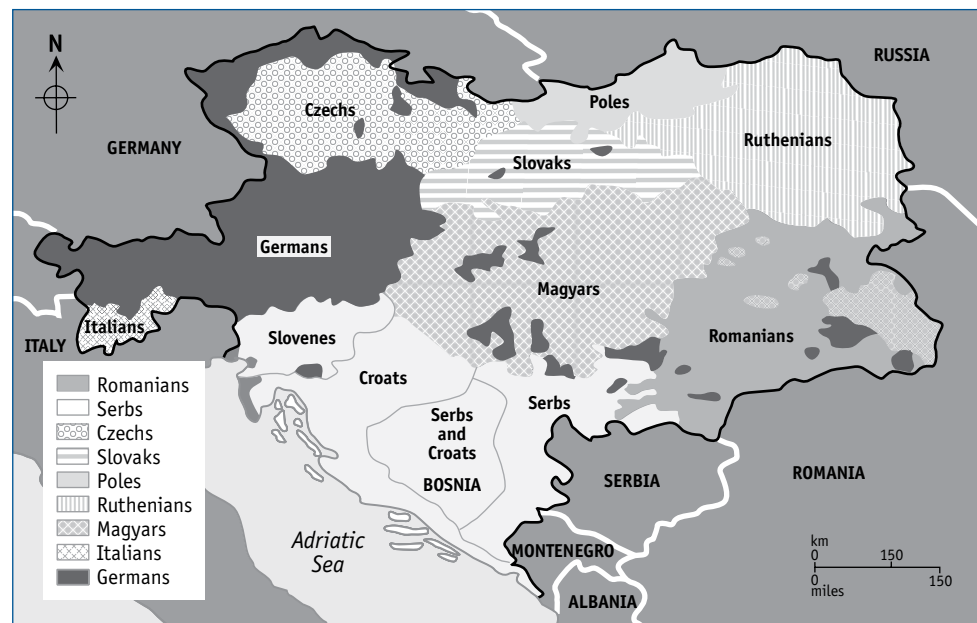 N
RUSSIA
Poles
Czechs
GERMANY
Ruthenians
Slovaks
Germans
Magyars
Italians
ITALY
Slovenes
Romanians
Croats
Serbs
Serbs
and
Croats
BOSNIA
SERBIA
ROMANIA
Adriatic
Sea
MONTENEGRO
ALBANIA
km
0 150
0 150
miles
Romanians
Serbs
Czechs
Slovaks
Poles
Ruthenians
Magyars
Italians
Germans